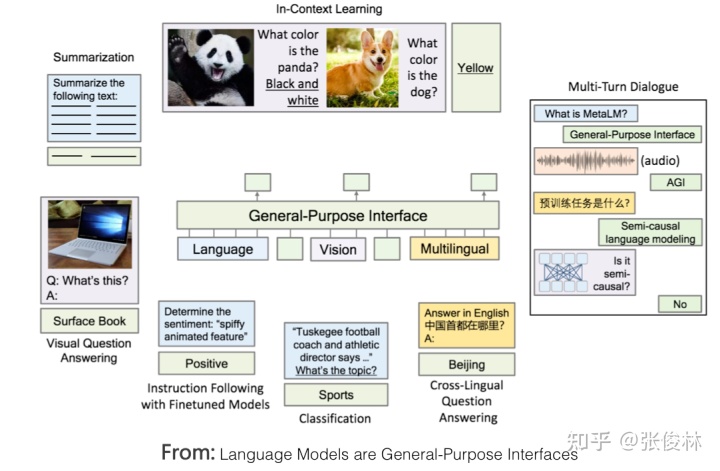 In-Context Learning
What color
is the
panda?
Black and
white
What
color
is the
dog?
Yellow
Summarization
Summarize the
following text:
Multi-Turn Dialogue
What is MetaLM?
General-Purpose Interface
(audio)
AGI
预训练任务是什么?
Semi-causal
language modeling
Is it
semi-
causal?
No
General-Purpose Interface
Language
Vision
Multilingual
Q: What's this?
A:
Surface Book
Visual Question
Answering
Determine the
sentiment: "spiffy
animated feature"
Positive
Instruction Following
with Finetuned Models
"Tuskegee football
coach and athletic
director says .."
What's the topic?
Sports
Classification
Answer in English
中国首都在哪里?
A:
Beijing
Cross-Lingual
Question
Answering
知乎 @张俊林
From: Language Models are General-Purpose Interfaces